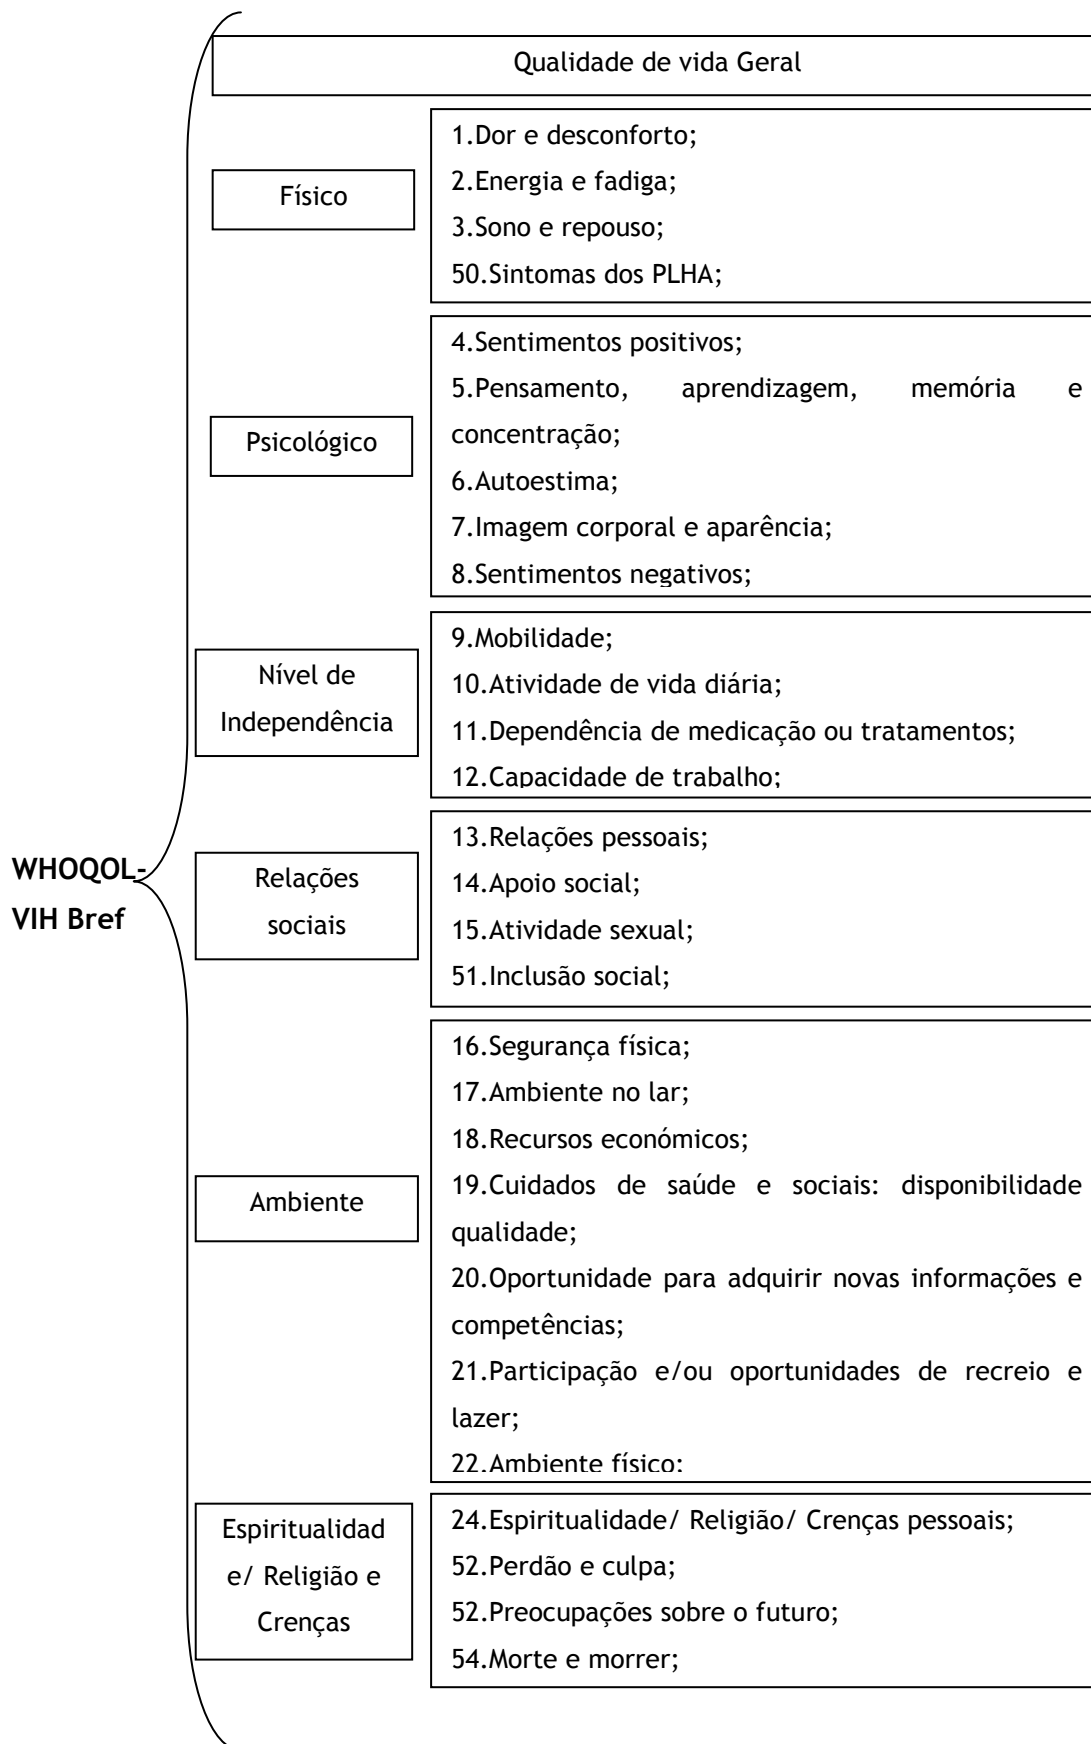 WHOQOL-
VIH Bref
Qualidade de vida Geral
Físico
1.Dor e desconforto;
2.Energia e fadiga;
3.Sono e repouso;
50.Sintomas dos PLHA;
Psicológico
4.Sentimentos positivos;
5.Pensamento, aprendizagem, memória e
concentração;
6.Autoestima;
7.Imagem corporal e aparência;
8.Sentimentos negativos;
Nível de
Independência
9.Mobilidade;
10.Atividade de vida diária;
11.Dependência de medicação ou tratamentos;
12.Capacidade de trabalho;
Relações
sociais
13.Relações pessoais;
14.Apoio social;
15.Atividade sexual;
51.Inclusão social;
Ambiente
16.Segurança física;
17.Ambiente no lar;
18.Recursos económicos;
19.Cuidados de saúde e sociais: disponibilidade
qualidade;
20.Oportunidade para adquirir novas informações e
competências;
21.Participação e/ou oportunidades de recreio e
lazer;
22.Ambiente físico;
Espiritualidad
e/ Religião e
Crenças
24.Espiritualidade/ Religião/ Crenças pessoais;
52.Perdão e culpa;
52.Preocupações sobre o futuro;
54.Morte e morrer;